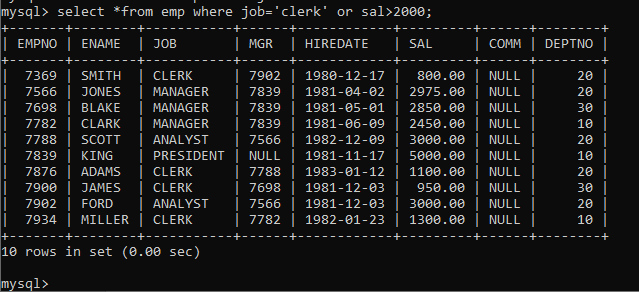 mysql> select *from emp where job='clerk' or sal>2000;
+-------+--------+-----------+------+------------+---------+------+--------+
| EMPNO | ENAME  | JOB       | MGR  | HIREDATE   | SAL     | COMM | DEPTNO |
+-------+--------+-----------+------+------------+---------+------+--------+
|  7369 | SMITH  | CLERK     | 7902 | 1980-12-17 |  800.00 | NULL |     20 |
|  7566 | JONES  | MANAGER   | 7839 | 1981-04-02 | 2975.00 | NULL |     20 |
|  7698 | BLAKE  | MANAGER   | 7839 | 1981-05-01 | 2850.00 | NULL |     30 |
|  7782 | CLARK  | MANAGER   | 7839 | 1981-06-09 | 2450.00 | NULL |     10 |
|  7788 | SCOTT  | ANALYST   | 7566 | 1982-12-09 | 3000.00 | NULL |     20 |
|  7839 | KING   | PRESIDENT | NULL | 1981-11-17 | 5000.00 | NULL |     10 |
|  7876 | ADAMS  | CLERK     | 7788 | 1983-01-12 | 1100.00 | NULL |     20 |
|  7900 | JAMES  | CLERK     | 7698 | 1981-12-03 |  950.00 | NULL |     30 |
|  7902 | FORD   | ANALYST   | 7566 | 1981-12-03 | 3000.00 | NULL |     20 |
|  7934 | MILLER | CLERK     | 7782 | 1982-01-23 | 1300.00 | NULL |     10 |
+-------+--------+-----------+------+------------+---------+------+--------+
10 rows in set (0.00 sec)
mysql>